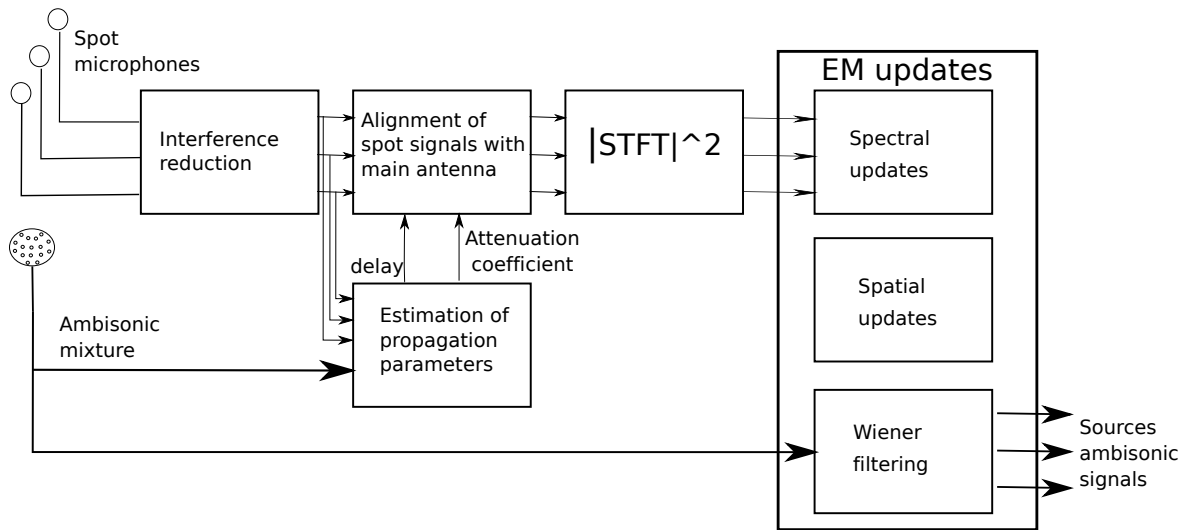 Spot
microphones
Interference
reduction
Alignment of
spot signals with
main antenna
|STFT|^2
EM updates
Spectral
updates
delay
Attenuation
coefficient
Spatial
updates
Ambisonic
mixture
Estimation of
propagation
parameters
Wiener
filtering
Sources
ambisonic
signals